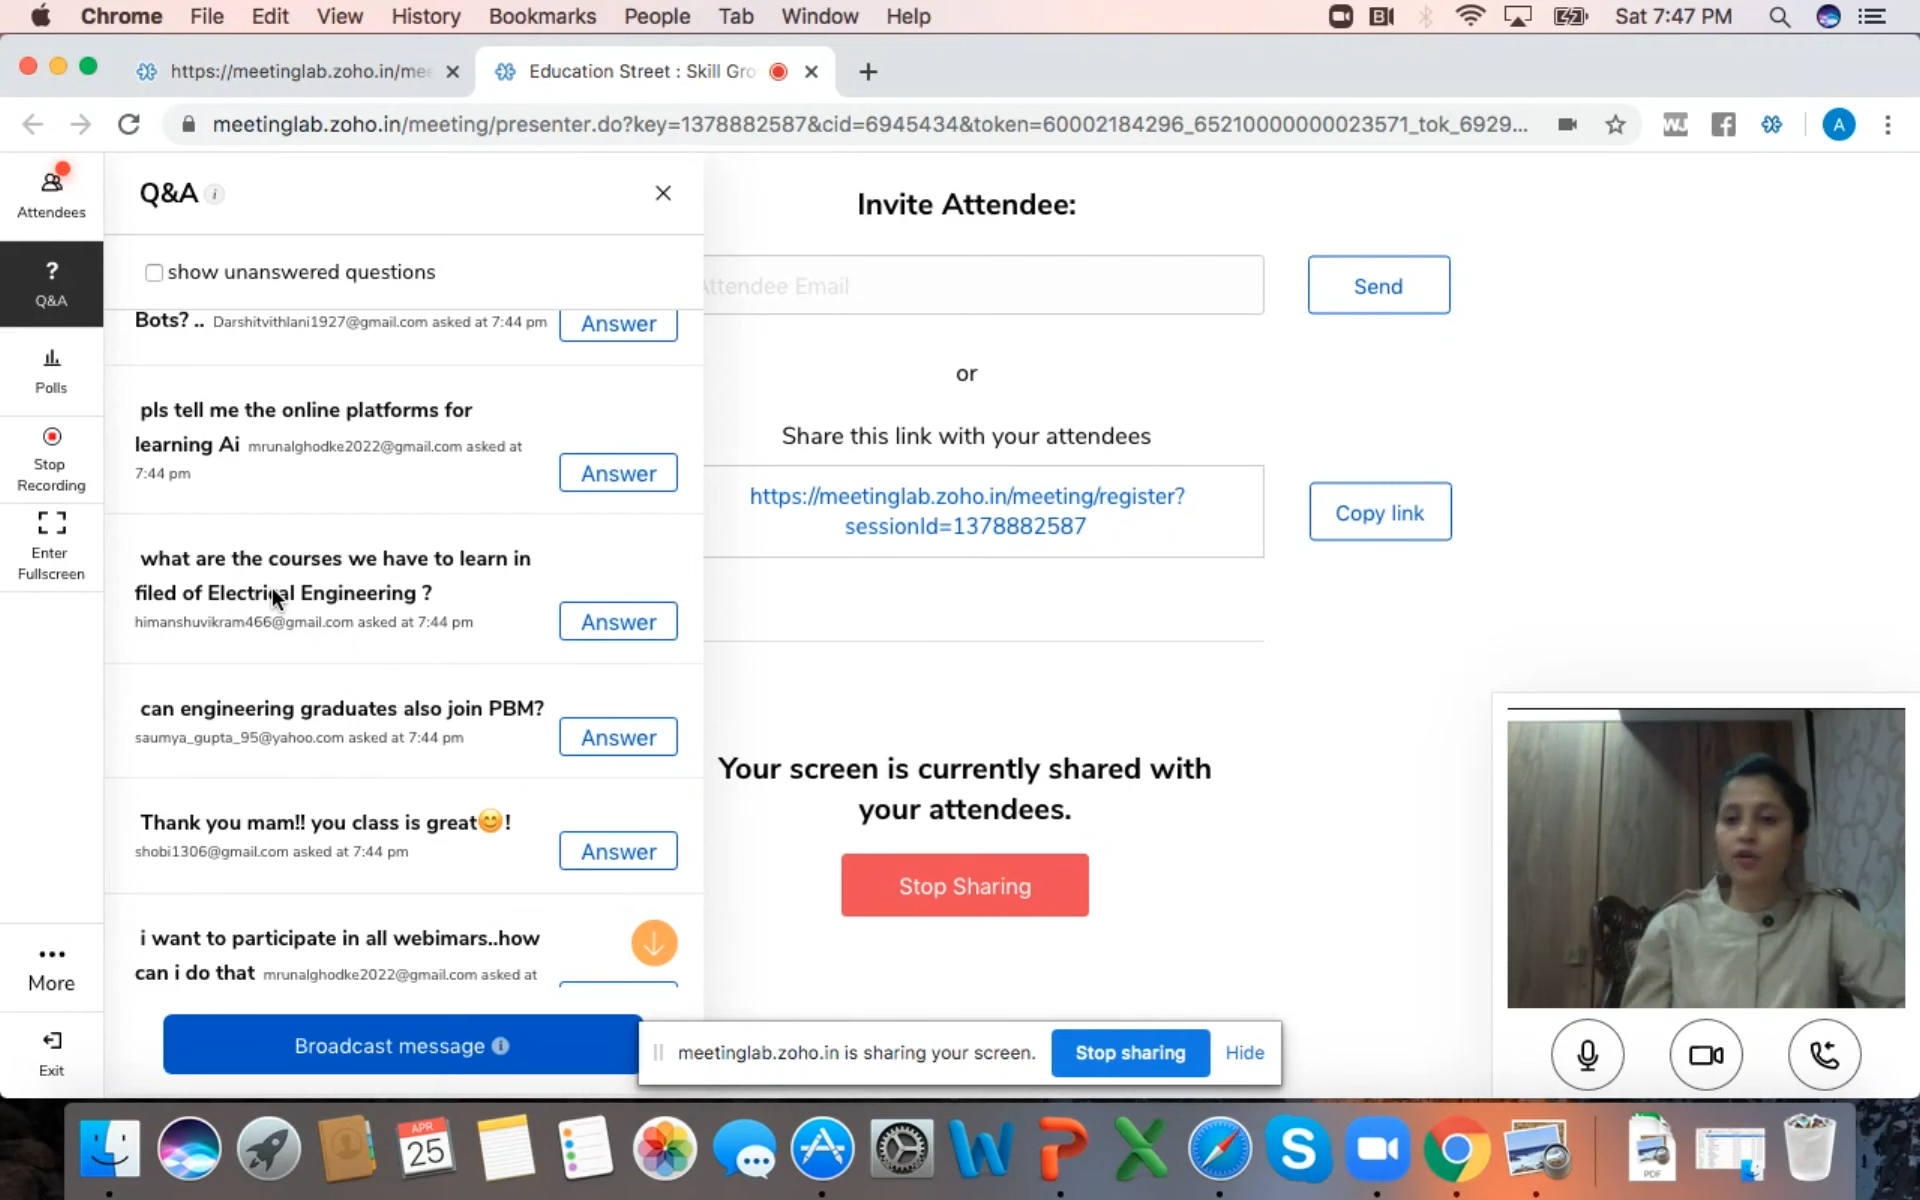 Chrome File Edit View History Bookmarks People Tab Window Help Sat 7:47 PM
https://meetinglab.zoho.in/mee
Education Street : Skill Gro
meetinglab.zoho.in/meeting/presenter.do?key=1378882587&cid=6945434&token=60002184296_65210000000023571_tok_6929...
A
Attendees
?
Q&A
Polls
Stop
Recording
Enter
Fullscreen
More
Exit
Q&A
show unanswered questions
Bots? .. Darshitvithlani1927@gmail.com asked at 7:44 pm
Answer
pls tell me the online platforms for
learning Ai mrunalghodke2022@gmail.com asked at
7:44 pm
Answer
what are the courses we have to learn in
filed of Electrical Engineering ?
himanshuvikram466@gmail.com asked at 7:44 pm
Answer
can engineering graduates also join PBM?
saumya_gupta_95@yahoo.com asked at 7:44 pm
Answer
Thank you mam!! you class is great😊!
shobi1306@gmail.com asked at 7:44 pm
Answer
i want to participate in all webimars..how
can i do that mrunalghodke2022@gmail.com asked at
Broadcast message
Invite Attendee:
Attendee Email
Send
or
Share this link with your attendees
https://meetinglab.zoho.in/meeting/register?
sessionId=1378882587
Copy link
Your screen is currently shared with
your attendees.
Stop Sharing
meetinglab.zoho.in is sharing your screen.
Stop sharing
Hide
APR
25
PDF